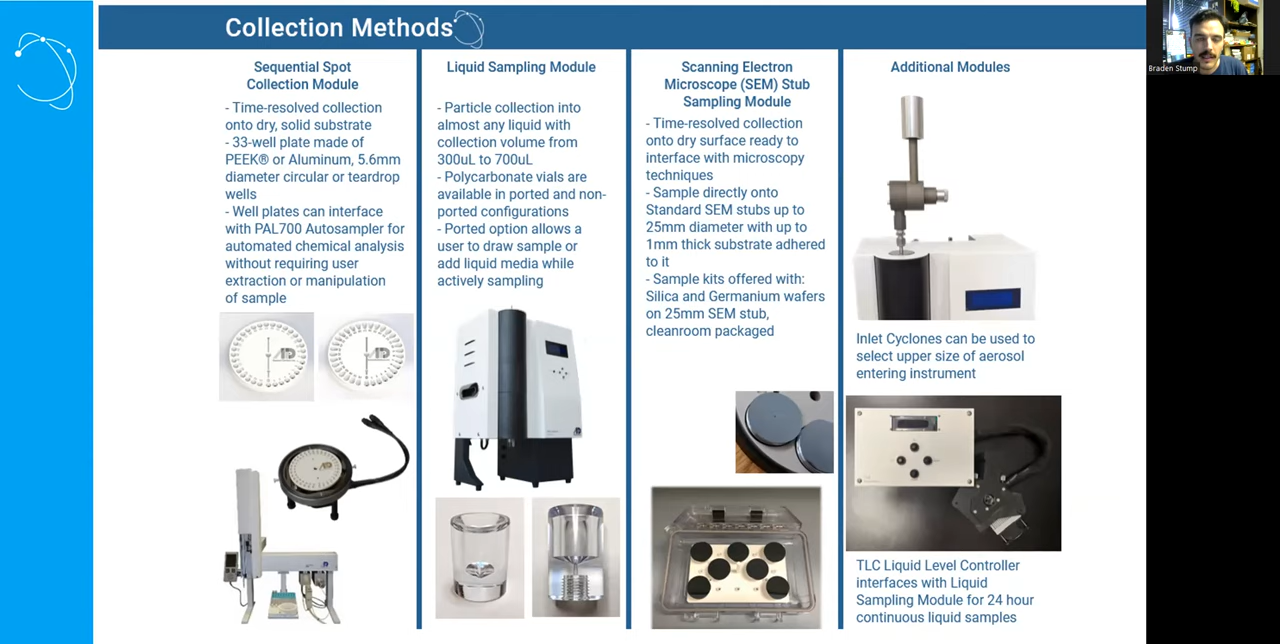 Collection Methods
Sequential Spot
Collection Module
- Time-resolved collection
onto dry, solid substrate
- 33-well plate made of
PEEK® or Aluminum, 5.6mm
diameter circular or teardrop
wells
- Well plates can interface
with PAL700 Autosampler for
automated chemical analysis
without requiring user
extraction or manipulation
of sample
Liquid Sampling Module
- Particle collection into
almost any liquid with
collection volume from
300uL to 700uL
- Polycarbonate vials are
available in ported and non-
ported configurations
- Ported option allows a
user to draw sample or
add liquid media while
actively sampling
Scanning Electron
Microscope (SEM) Stub
Sampling Module
- Time-resolved collection
onto dry surface ready to
interface with microscopy
techniques
- Sample directly onto
Standard SEM stubs up to
25mm diameter with up to
1mm thick substrate adhered
to it
- Sample kits offered with:
Silica and Germanium wafers
on 25mm SEM stub,
cleanroom packaged
Additional Modules
Inlet Cyclones can be used to
select upper size of aerosol
entering instrument
TLC Liquid Level Controller
interfaces with Liquid
Sampling Module for 24 hour
continuous liquid samples
Braden Stump